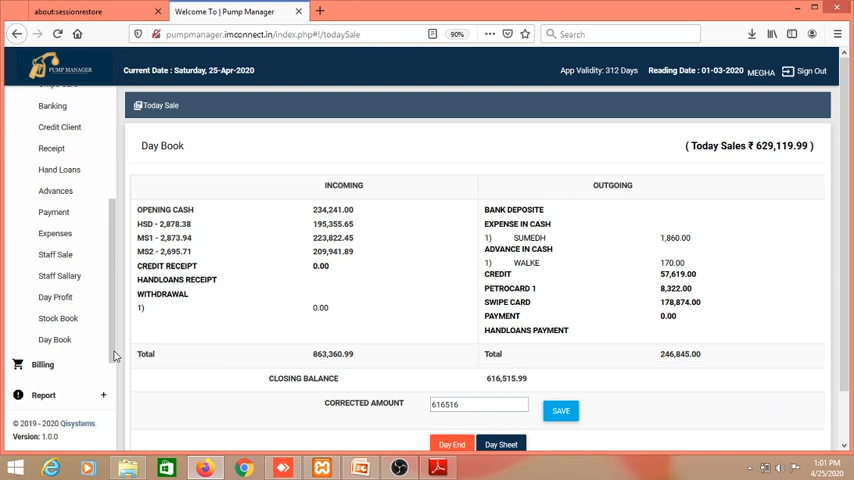 about:sessionrestore
Welcome To | Pump Manager
pumpmanager.imconnect.in/index.php#!/todaySale
90%
Search
PUMP MANAGER
Current Date : Saturday, 25-Apr-2020
App Validity: 312 Days
Reading Date : 01-03-2020
MEGHA
Sign Out
Banking
Credit Client
Receipt
Hand Loans
Advances
Payment
Expenses
Staff Sale
Staff Sallary
Day Profit
Stock Book
Day Book
Billing
Report +
© 2019 - 2020 Qisystems.
Version: 1.0.0
Today Sale
Day Book
( Today Sales ₹ 629,119.99 )
INCOMING OUTGOING
OPENING CASH 234,241.00
HSD - 2,878.38 195,355.65
MS1 - 2,873.94 223,822.45
MS2 - 2,695.71 209,941.89
CREDIT RECEIPT 0.00
HANDLOANS RECEIPT
WITHDRAWAL
1) 0.00
BANK DEPOSITE
EXPENSE IN CASH
1) SUMEDH 1,860.00
ADVANCE IN CASH
1) WALKE 170.00
CREDIT 57,619.00
PETROCARD 1 8,322.00
SWIPE CARD 178,874.00
PAYMENT 0.00
HANDLOANS PAYMENT
Total 863,360.99 Total 246,845.00
CLOSING BALANCE 616,515.99
CORRECTED AMOUNT 616516 SAVE
Day End Day Sheet
1:01 PM
4/25/2020